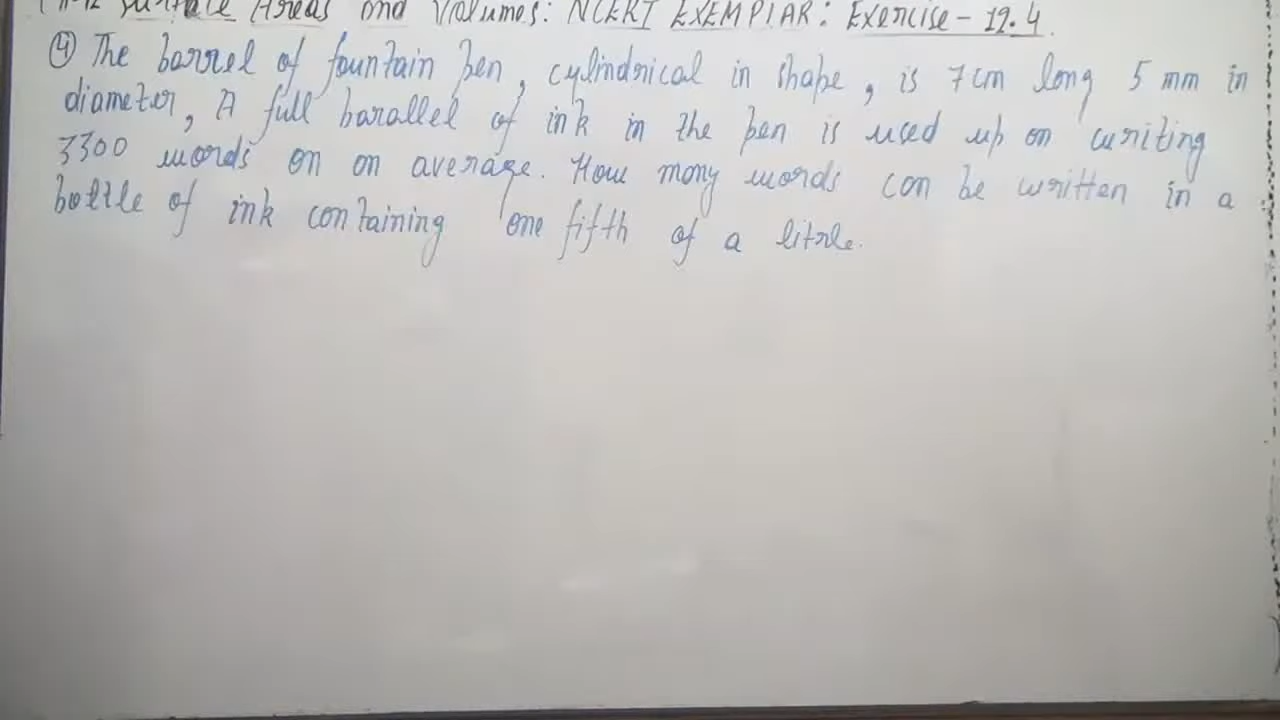 Surface Areas and Volumes: NCERT EXEMPLAR: Exercise-12.4.
④ The barrel of fountain pen, cylindrical in shape, is 7cm long 5 mm in
diameter, A full barallel of ink in the pen is used up on writing
3300 words on on average. How many words can be written in a
bottle of ink containing one fifth of a litrle.